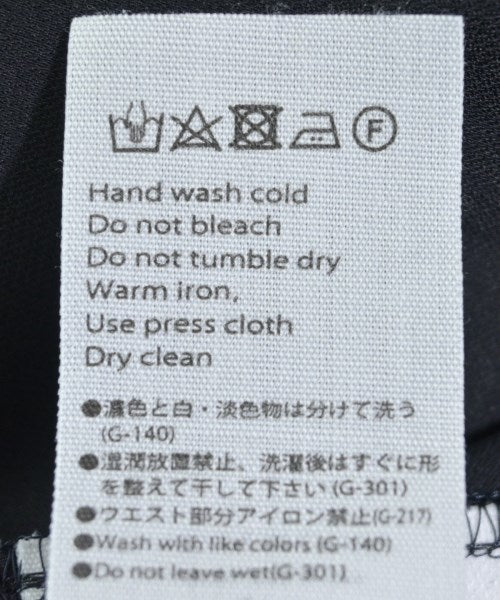 F
Hand wash cold
Do not bleach
Do not tumble dry
Warm iron,
Use press cloth
Dry clean
●濃色と白・淡色物は分けて洗う
(G-140)
●湿潤放置禁止、洗濯後はすぐに形
を整えて干して下さい(G-301)
●ウエスト部分アイロン禁止(G-217)
●Wash with like colors (G-140)
●Do not leave wet(G-301)